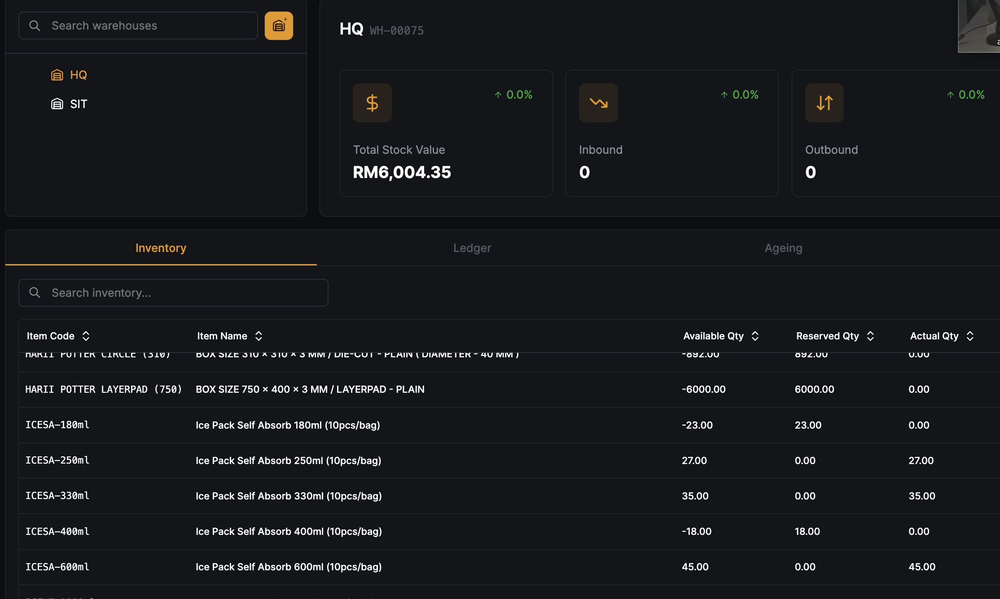 Search warehouses
HQ
SIT
HQ WH-00075
↑ 0.0%
Total Stock Value
RM6,004.35
↑ 0.0%
Inbound
0
↑ 0.0%
Outbound
0
Inventory Ledger Ageing
Search inventory...
Item Code Item Name Available Qty Reserved Qty Actual Qty
HARII POTTER CIRCLE (310) BOX SIZE 310 × 310 × 3 MM / DIE-CUT - PLAIN ( DIAMETER - 40 MM ) -892.00 892.00 0.00
HARII POTTER LAYERPAD (750) BOX SIZE 750 × 400 × 3 MM / LAYERPAD - PLAIN -6000.00 6000.00 0.00
ICESA-180ml Ice Pack Self Absorb 180ml (10pcs/bag) -23.00 23.00 0.00
ICESA-250ml Ice Pack Self Absorb 250ml (10pcs/bag) 27.00 0.00 27.00
ICESA-330ml Ice Pack Self Absorb 330ml (10pcs/bag) 35.00 0.00 35.00
ICESA-400ml Ice Pack Self Absorb 400ml (10pcs/bag) -18.00 18.00 0.00
ICESA-600ml Ice Pack Self Absorb 600ml (10pcs/bag) 45.00 0.00 45.00